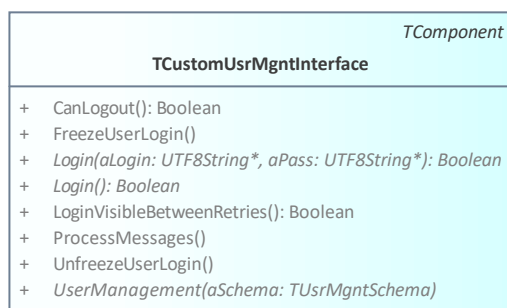 TComponent
TCustomUsrMgntInterface
+ CanLogout(): Boolean
+ FreezeUserLogin()
+ Login(aLogin: UTF8String*, aPass: UTF8String*): Boolean
+ Login(): Boolean
+ LoginVisibleBetweenRetries(): Boolean
+ ProcessMessages()
+ UnfreezeUserLogin()
+ UserManagement(aSchema: TUsrMgntSchema)